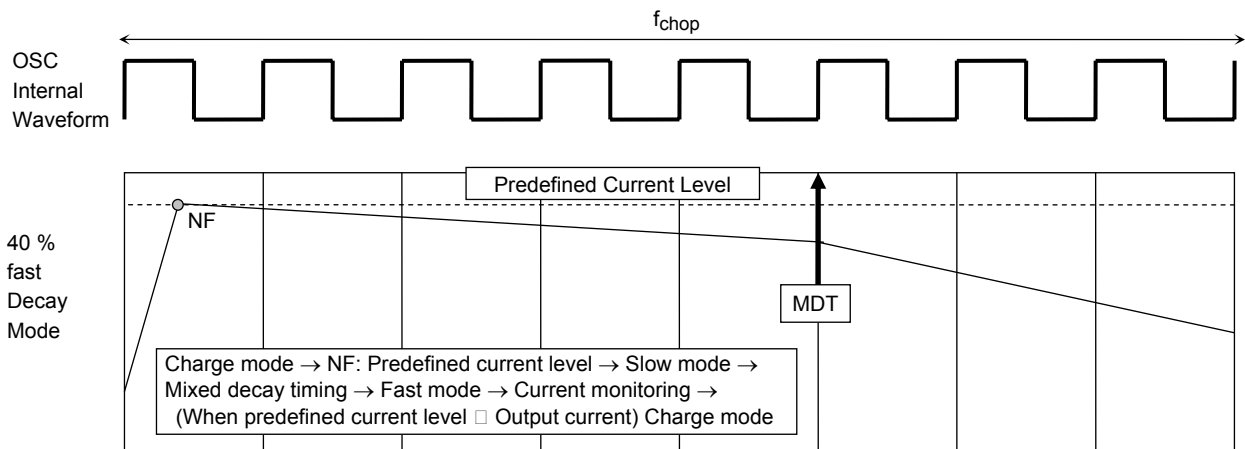 fchop
OSC
Internal
Waveform
Predefined Current Level
NF
40 %
fast
Decay
Mode
MDT
Charge mode → NF: Predefined current level → Slow mode →
Mixed decay timing → Fast mode → Current monitoring →
(When predefined current level □ Output current) Charge mode